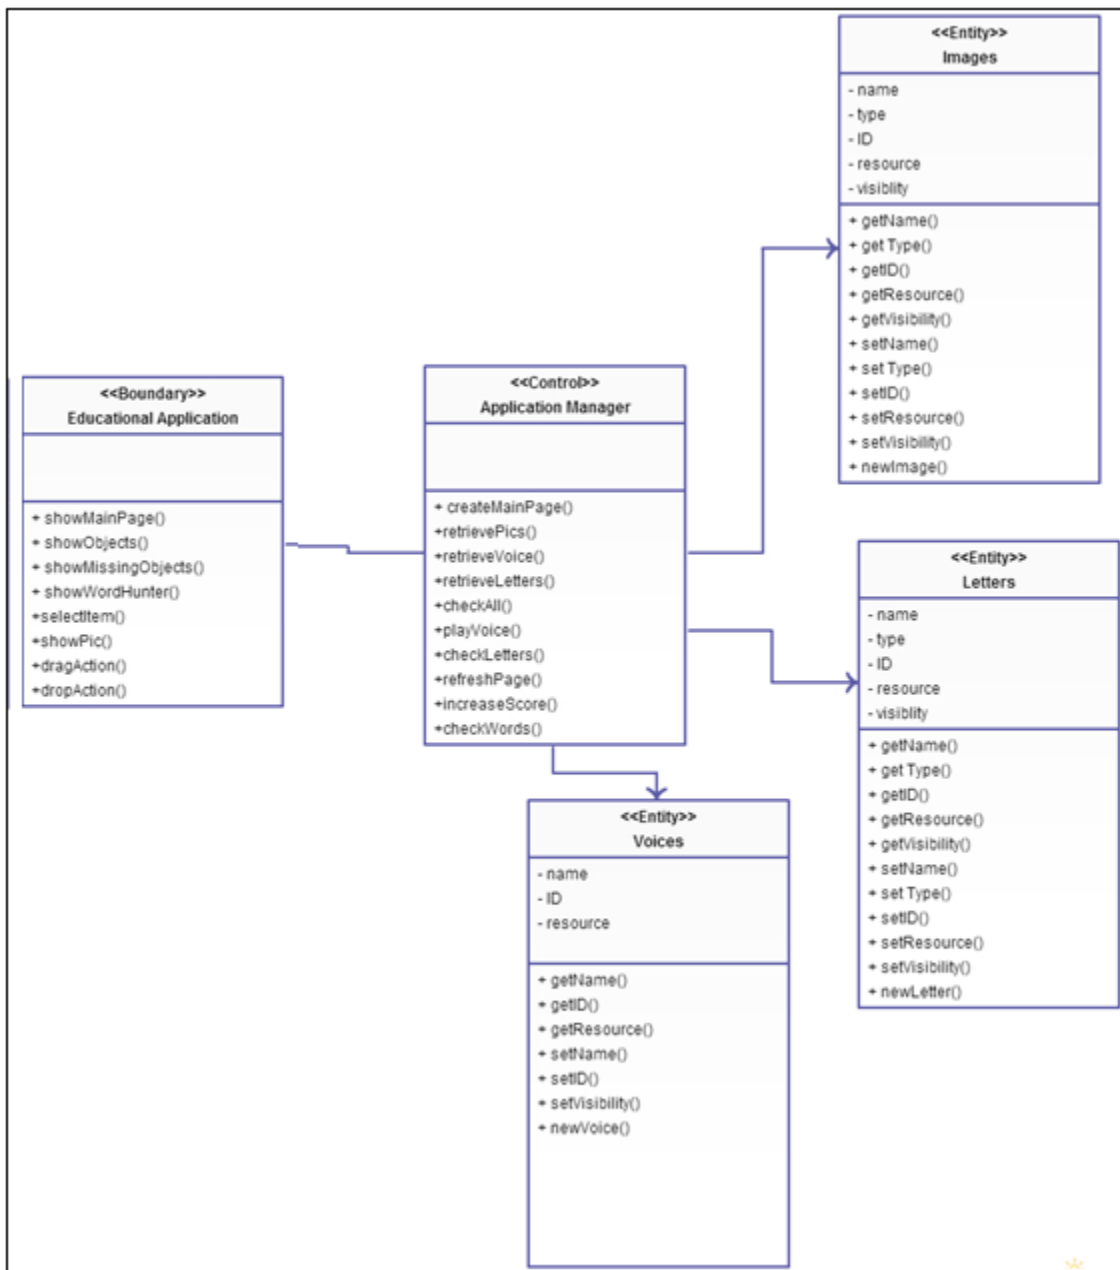 <<Entity>>
Images
- name
- type
- ID
- resource
- visiblity
+ getName()
+ get Type()
+ getID()
+ getResource()
+ getVisibility()
+ setName()
+ set Type()
+ setID()
+ setResource()
+ setVisibility()
+ newImage()
<<Boundary>>
Educational Application
+ showMainPage()
+ showObjects()
+ showMissingObjects()
+ showWordHunter()
+selectItem()
+showPic()
+dragAction()
+dropAction()
<<Control>>
Application Manager
+ createMainPage()
+retrievePics()
+retrieveVoice()
+retrieveLetters()
+checkAll()
+playVoice()
+checkLetters()
+refreshPage()
+increaseScore()
+checkWords()
<<Entity>>
Letters
- name
- type
- ID
- resource
- visiblity
+ getName()
+ get Type()
+ getID()
+ getResource()
+ getVisibility()
+ setName()
+ set Type()
+ setID()
+ setResource()
+ setVisibility()
+ newLetter()
<<Entity>>
Voices
- name
- ID
- resource
+ getName()
+ getID()
+ getResource()
+ setName()
+ setID()
+ setVisibility()
+ newVoice()